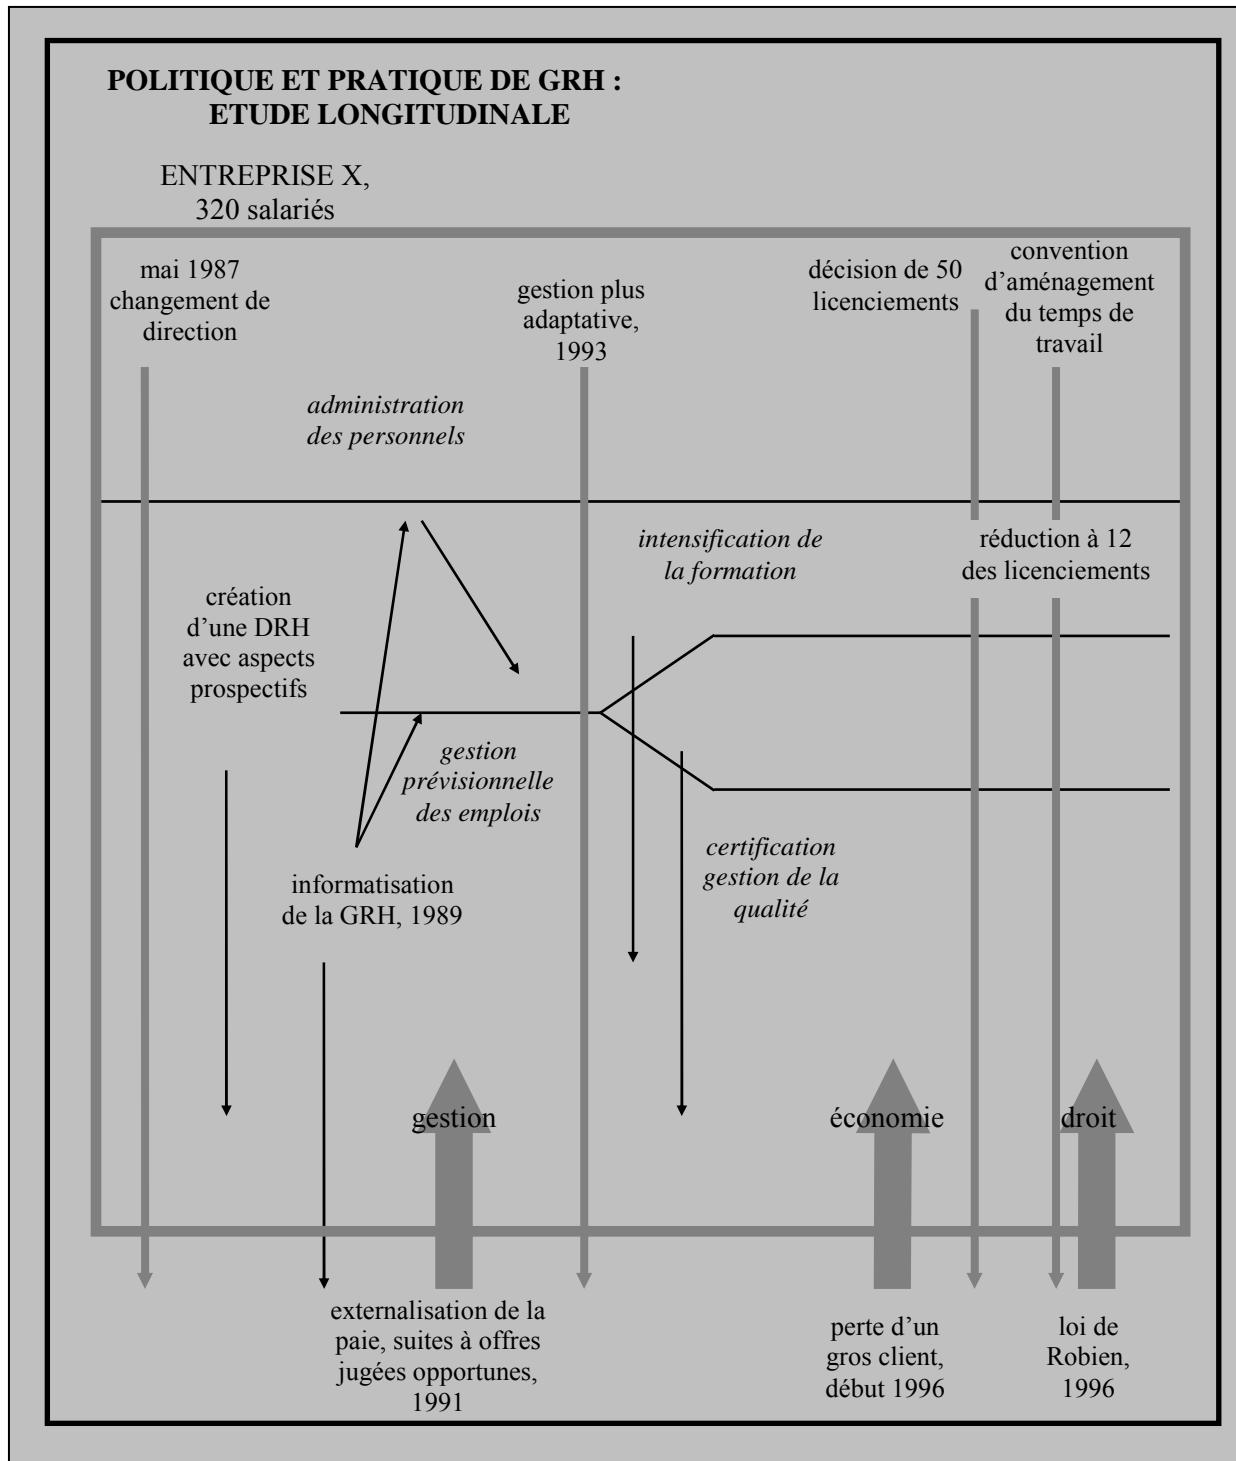 POLITIQUE ET PRATIQUE DE GRH :
ETUDE LONGITUDINALE
ENTREPRISE X,
320 salariés
mai 1987
changement de
direction
gestion plus
adaptative,
1993
décision de 50
licenciements
convention
d’aménagement
du temps de
travail
administration
des personnels
intensification de
la formation
réduction à 12
des licenciements
création
d’une DRH
avec aspects
prospectifs
gestion
prévisionnelle
des emplois
certification
gestion de la
qualité
informatisation
de la GRH, 1989
gestion
économie
droit
externalisation de la
paie, suites à offres
jugées opportunes,
1991
perte d’un
gros client,
début 1996
loi de
Robien,
1996